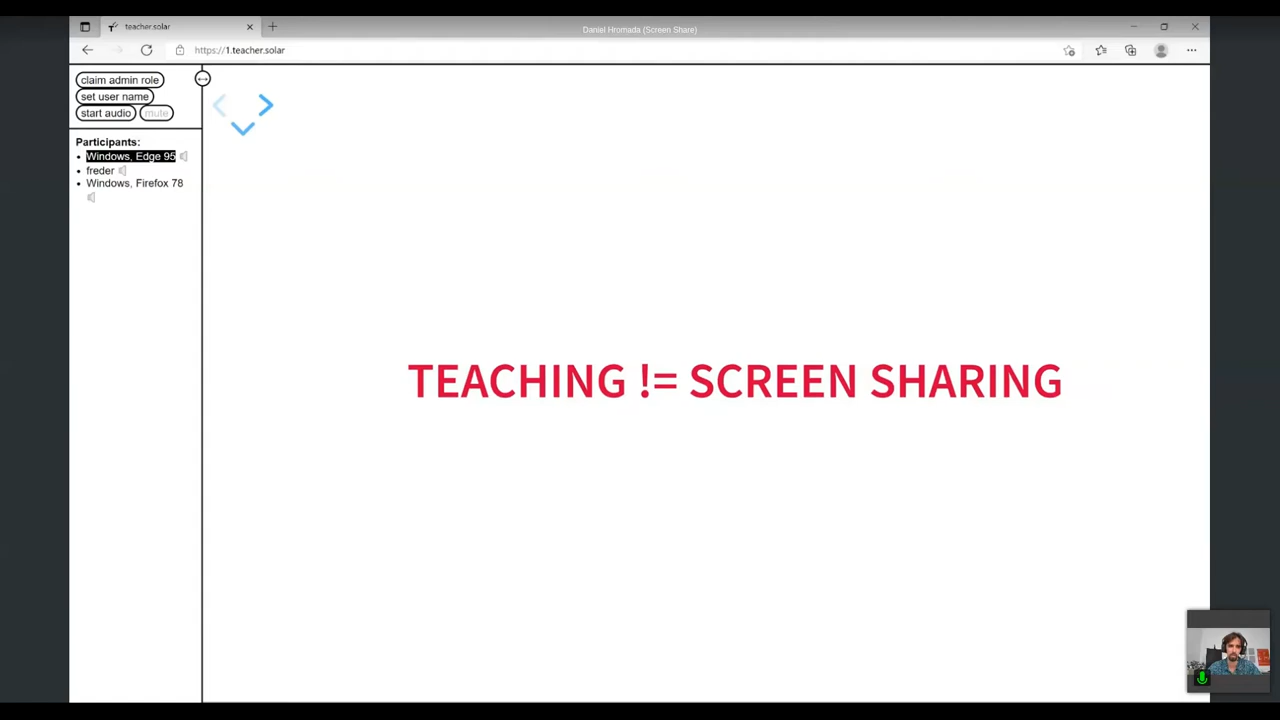 Daniel Hromada (Screen Share)
teacher.solar
https://1.teacher.solar
claim admin role
set user name
start audio mute
Participants:
Windows, Edge 95
freder
Windows, Firefox 78
TEACHING != SCREEN SHARING